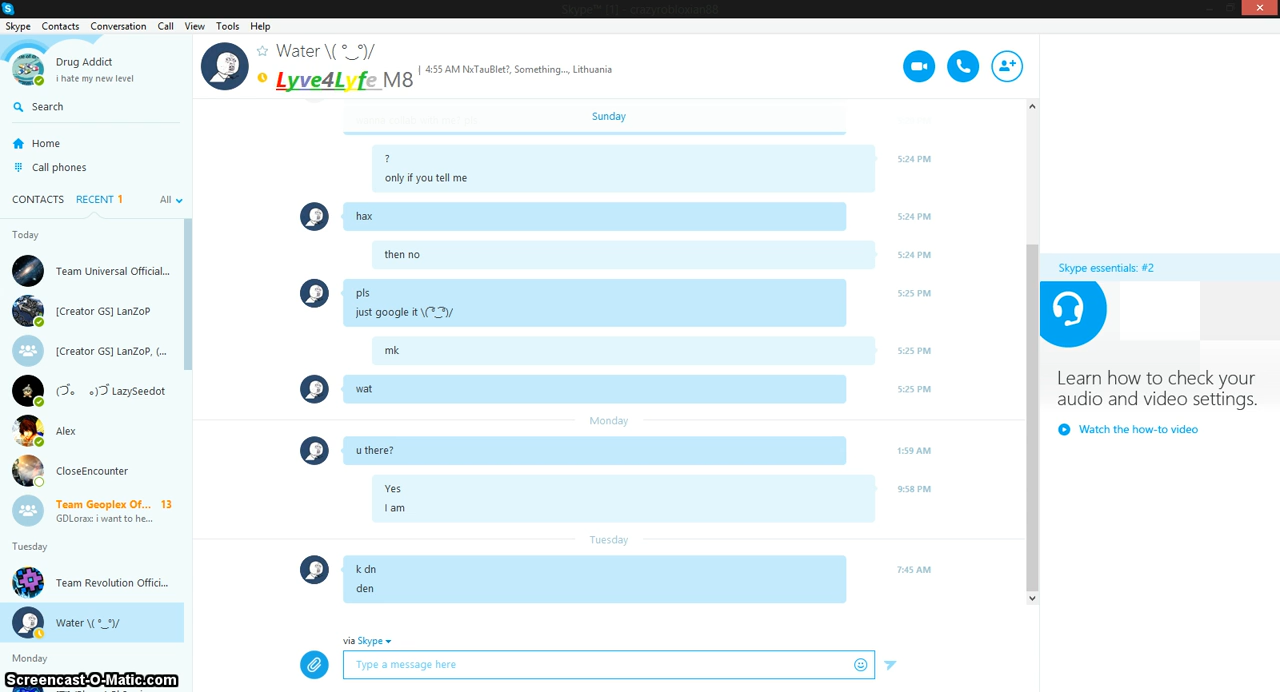 Skype™ [1] - crazyrobloxian88
Skype Contacts Conversation Call View Tools Help
Drug Addict
i hate my new level
Search
Home
Call phones
CONTACTS RECENT 1 All
Today
Team Universal Official...
[Creator GS] LanZoP
[Creator GS] LanZoP, (...
(づ｡ ｡)づ LazySeedot
Alex
CloseEncounter
Team Geoplex Of... 13
GDLorax: i want to he...
Tuesday
Team Revolution Offici...
Water \( °_°)/
Monday
Water \( °_°)/
Lyve4Lyfe M8 | 4:55 AM NxTauBlet?, Something..., Lithuania
Sunday
?
only if you tell me
5:24 PM
hax 5:24 PM
then no 5:24 PM
pls 5:25 PM
just google it \( ͡° ͜ ͡°)/
mk 5:25 PM
wat 5:25 PM
Monday
u there? 1:59 AM
Yes 9:58 PM
I am
Tuesday
k dn 7:45 AM
den
via Skype
Type a message here
Skype essentials: #2
Learn how to check your
audio and video settings.
Watch the how-to video
Screencast-O-Matic.com